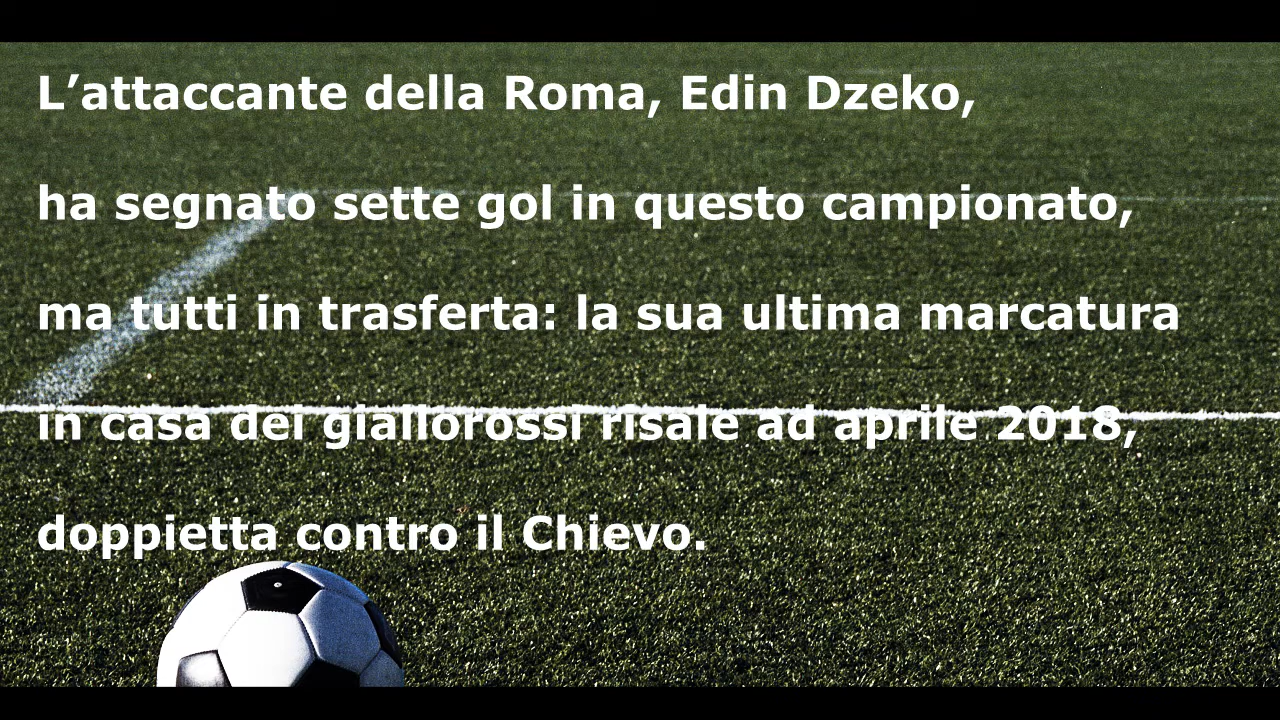 L’attaccante della Roma, Edin Dzeko,
ha segnato sette gol in questo campionato,
ma tutti in trasferta: la sua ultima marcatura
in casa dei giallorossi risale ad aprile 2018,
doppietta contro il Chievo.